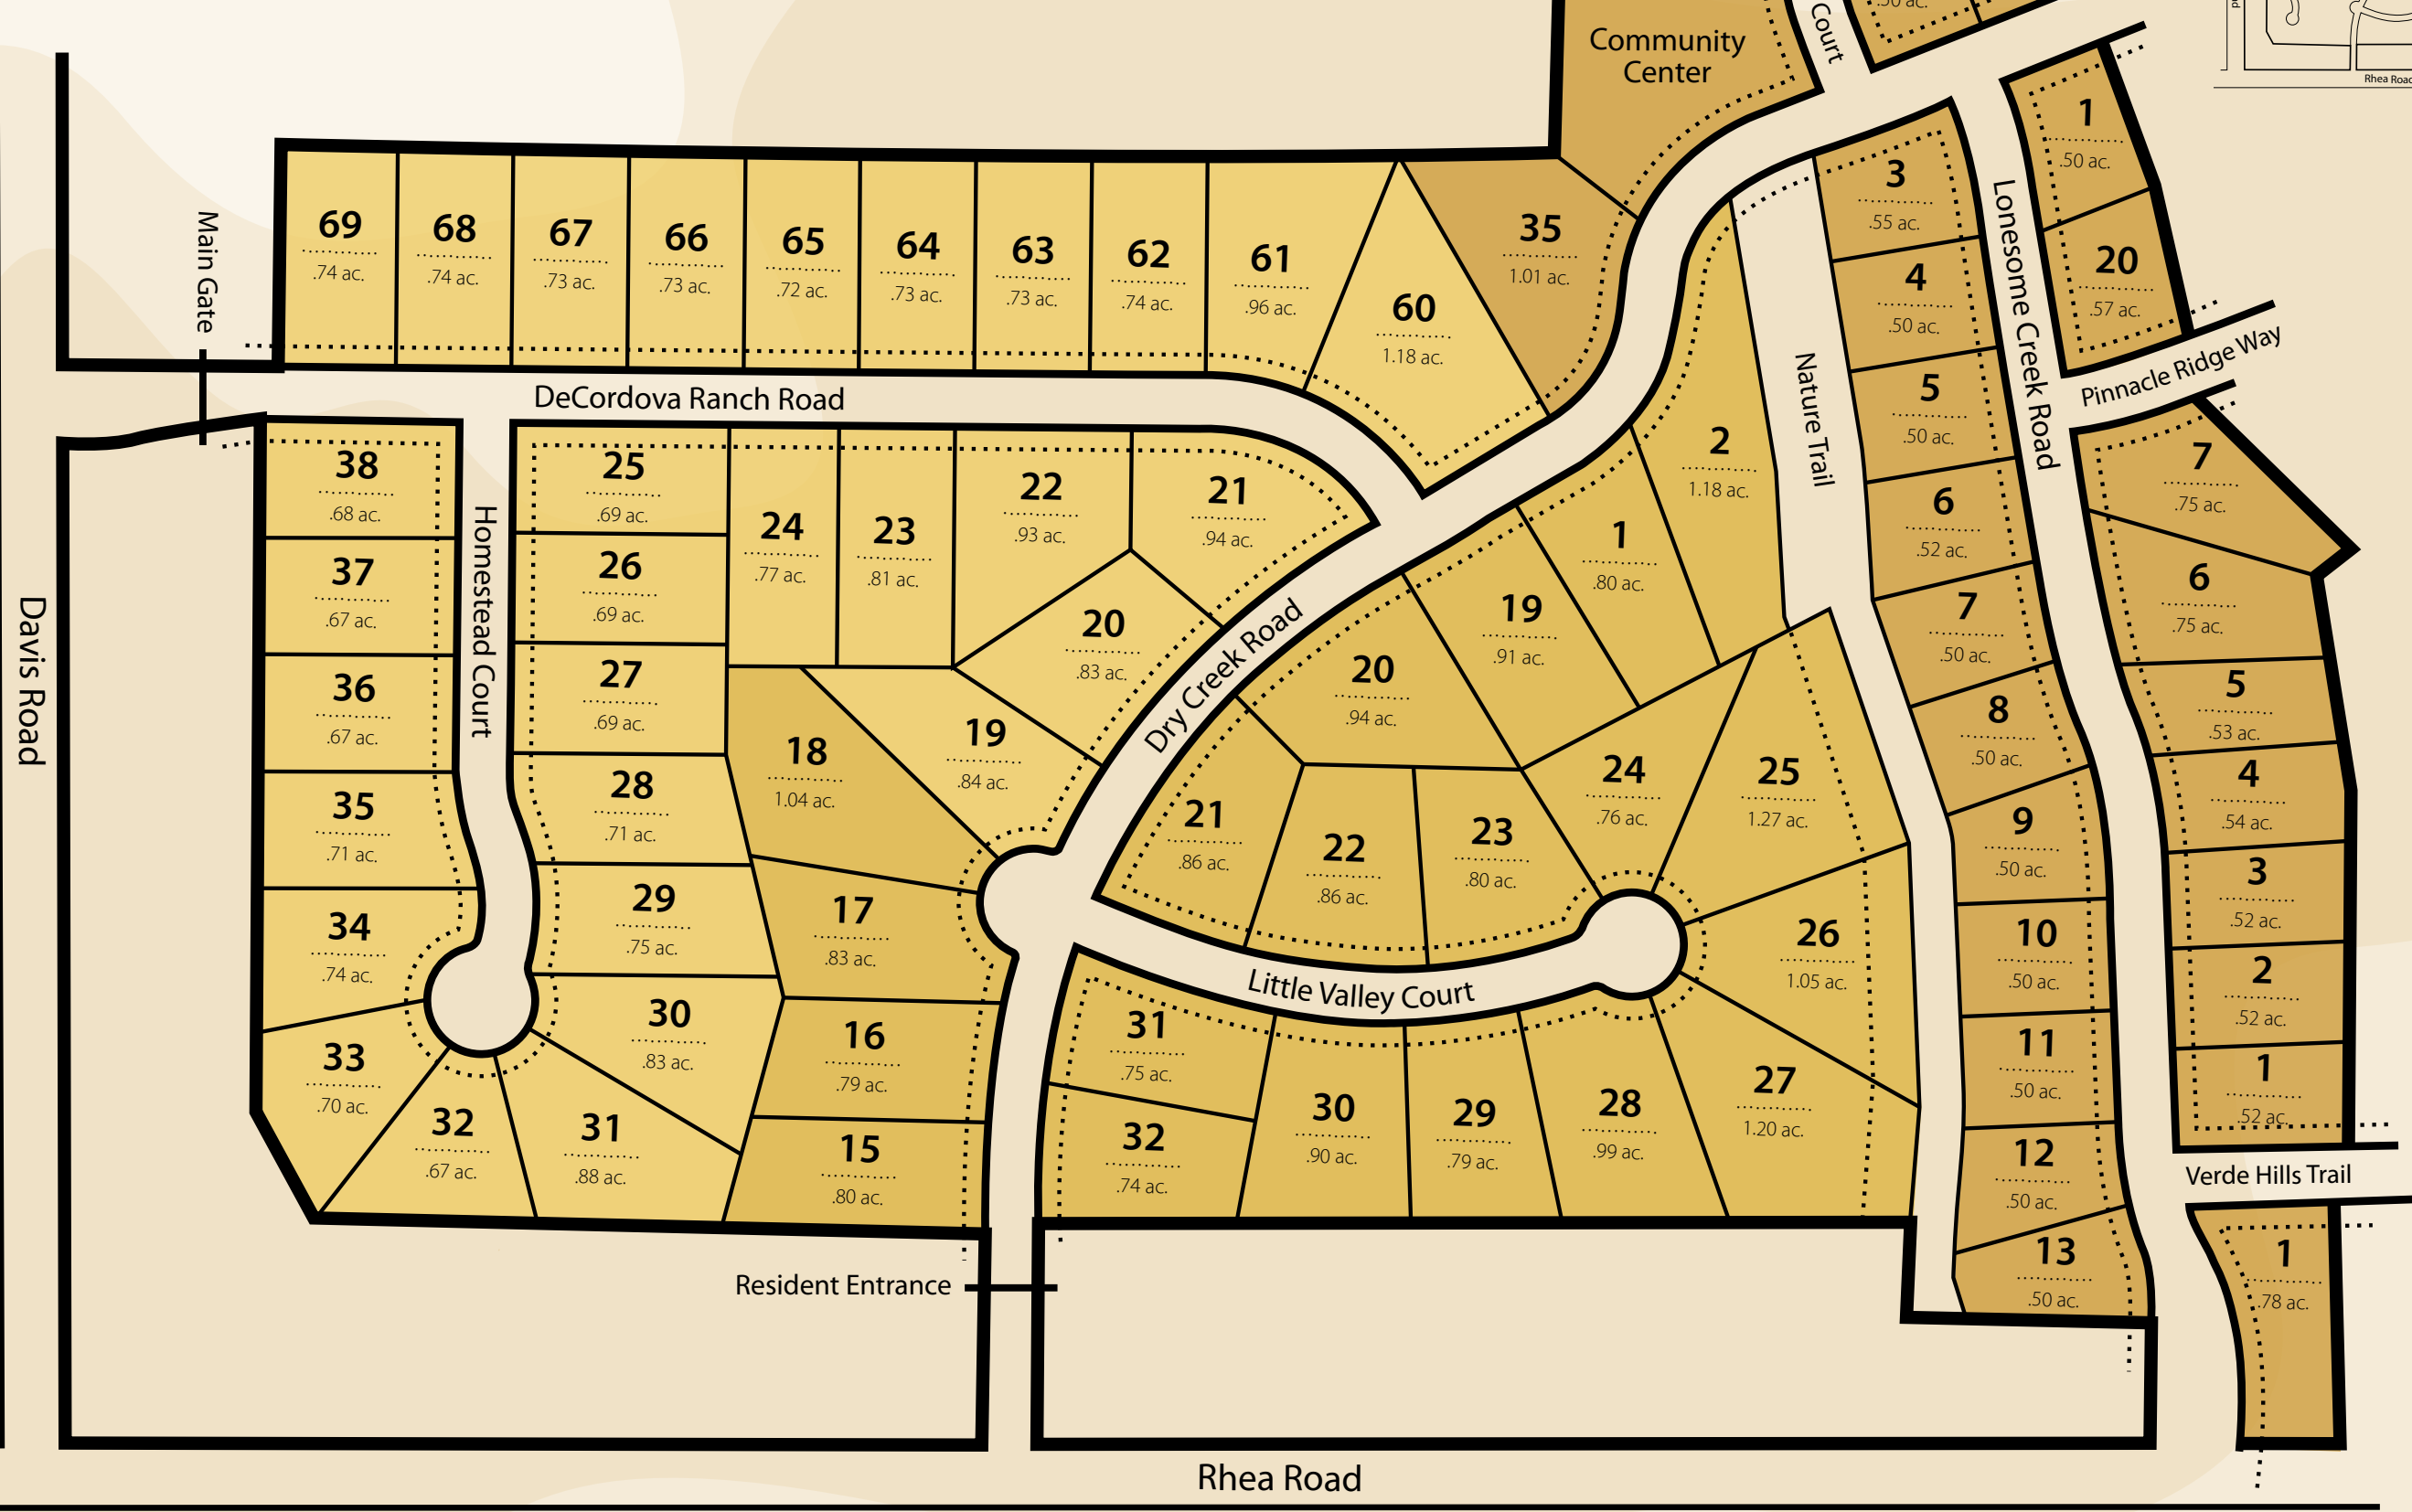 Community
Center
Court
.50 ac.
Rhea Road
Main Gate
69
.74 ac.
68
.74 ac.
67
.73 ac.
66
.73 ac.
65
.72 ac.
64
.73 ac.
63
.73 ac.
62
.74 ac.
61
.96 ac.
60
1.18 ac.
35
1.01 ac.
DeCordova Ranch Road
Davis Road
Homestead Court
38
.68 ac.
37
.67 ac.
36
.67 ac.
35
.71 ac.
34
.74 ac.
33
.70 ac.
32
.67 ac.
31
.88 ac.
30
.83 ac.
29
.75 ac.
28
.71 ac.
27
.69 ac.
26
.69 ac.
25
.69 ac.
24
.77 ac.
23
.81 ac.
22
.93 ac.
21
.94 ac.
20
.83 ac.
19
.84 ac.
18
1.04 ac.
17
.83 ac.
16
.79 ac.
15
.80 ac.
Dry Creek Road
2
1.18 ac.
1
.80 ac.
19
.91 ac.
20
.94 ac.
21
.86 ac.
22
.86 ac.
23
.80 ac.
24
.76 ac.
25
1.27 ac.
26
1.05 ac.
27
1.20 ac.
28
.99 ac.
29
.79 ac.
30
.90 ac.
31
.75 ac.
32
.74 ac.
Little Valley Court
Nature Trail
3
.55 ac.
4
.50 ac.
5
.50 ac.
6
.52 ac.
7
.50 ac.
8
.50 ac.
9
.50 ac.
10
.50 ac.
11
.50 ac.
12
.50 ac.
13
.50 ac.
Lonesome Creek Road
1
.50 ac.
20
.57 ac.
Pinnacle Ridge Way
7
.75 ac.
6
.75 ac.
5
.53 ac.
4
.54 ac.
3
.52 ac.
2
.52 ac.
1
.52 ac.
Verde Hills Trail
1
.78 ac.
Resident Entrance
Rhea Road